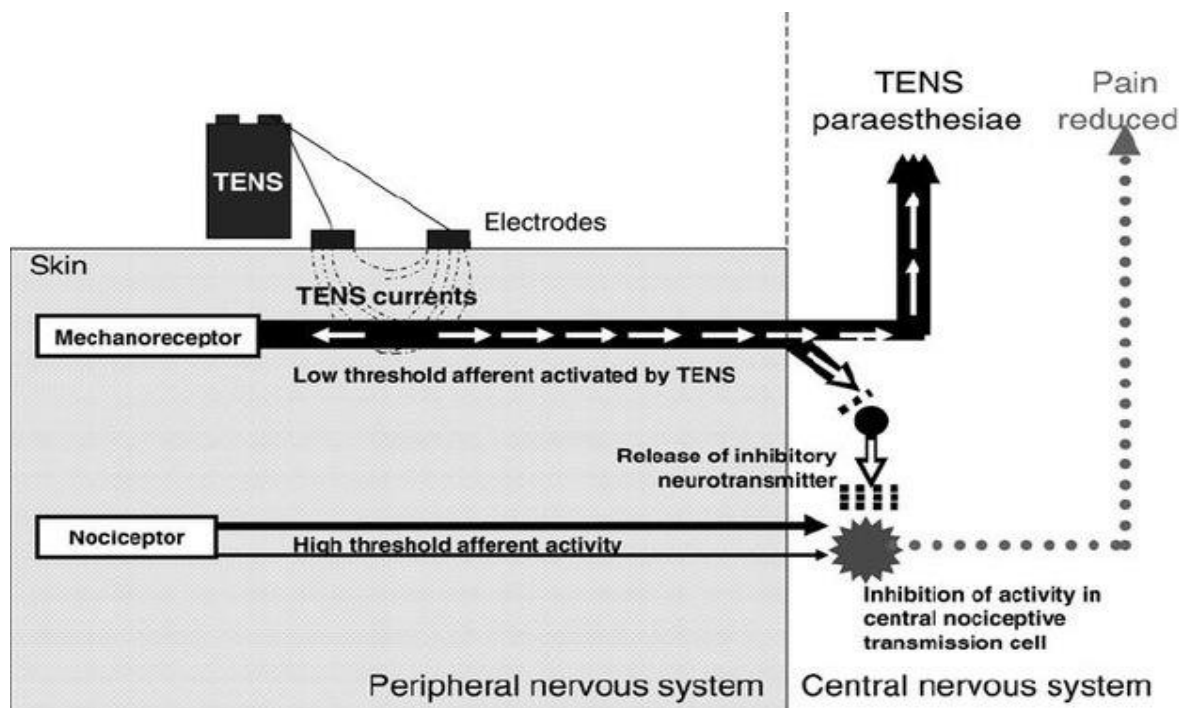 TENS
paraesthesiae
Pain
reduced
TENS
Electrodes
Skin
TENS currents
Mechanoreceptor
Low threshold afferent activated by TENS
Release of inhibitory
neurotransmitter
Nociceptor
High threshold afferent activity
Inhibition of activity in
central nociceptive
transmission cell
Peripheral nervous system
Central nervous system